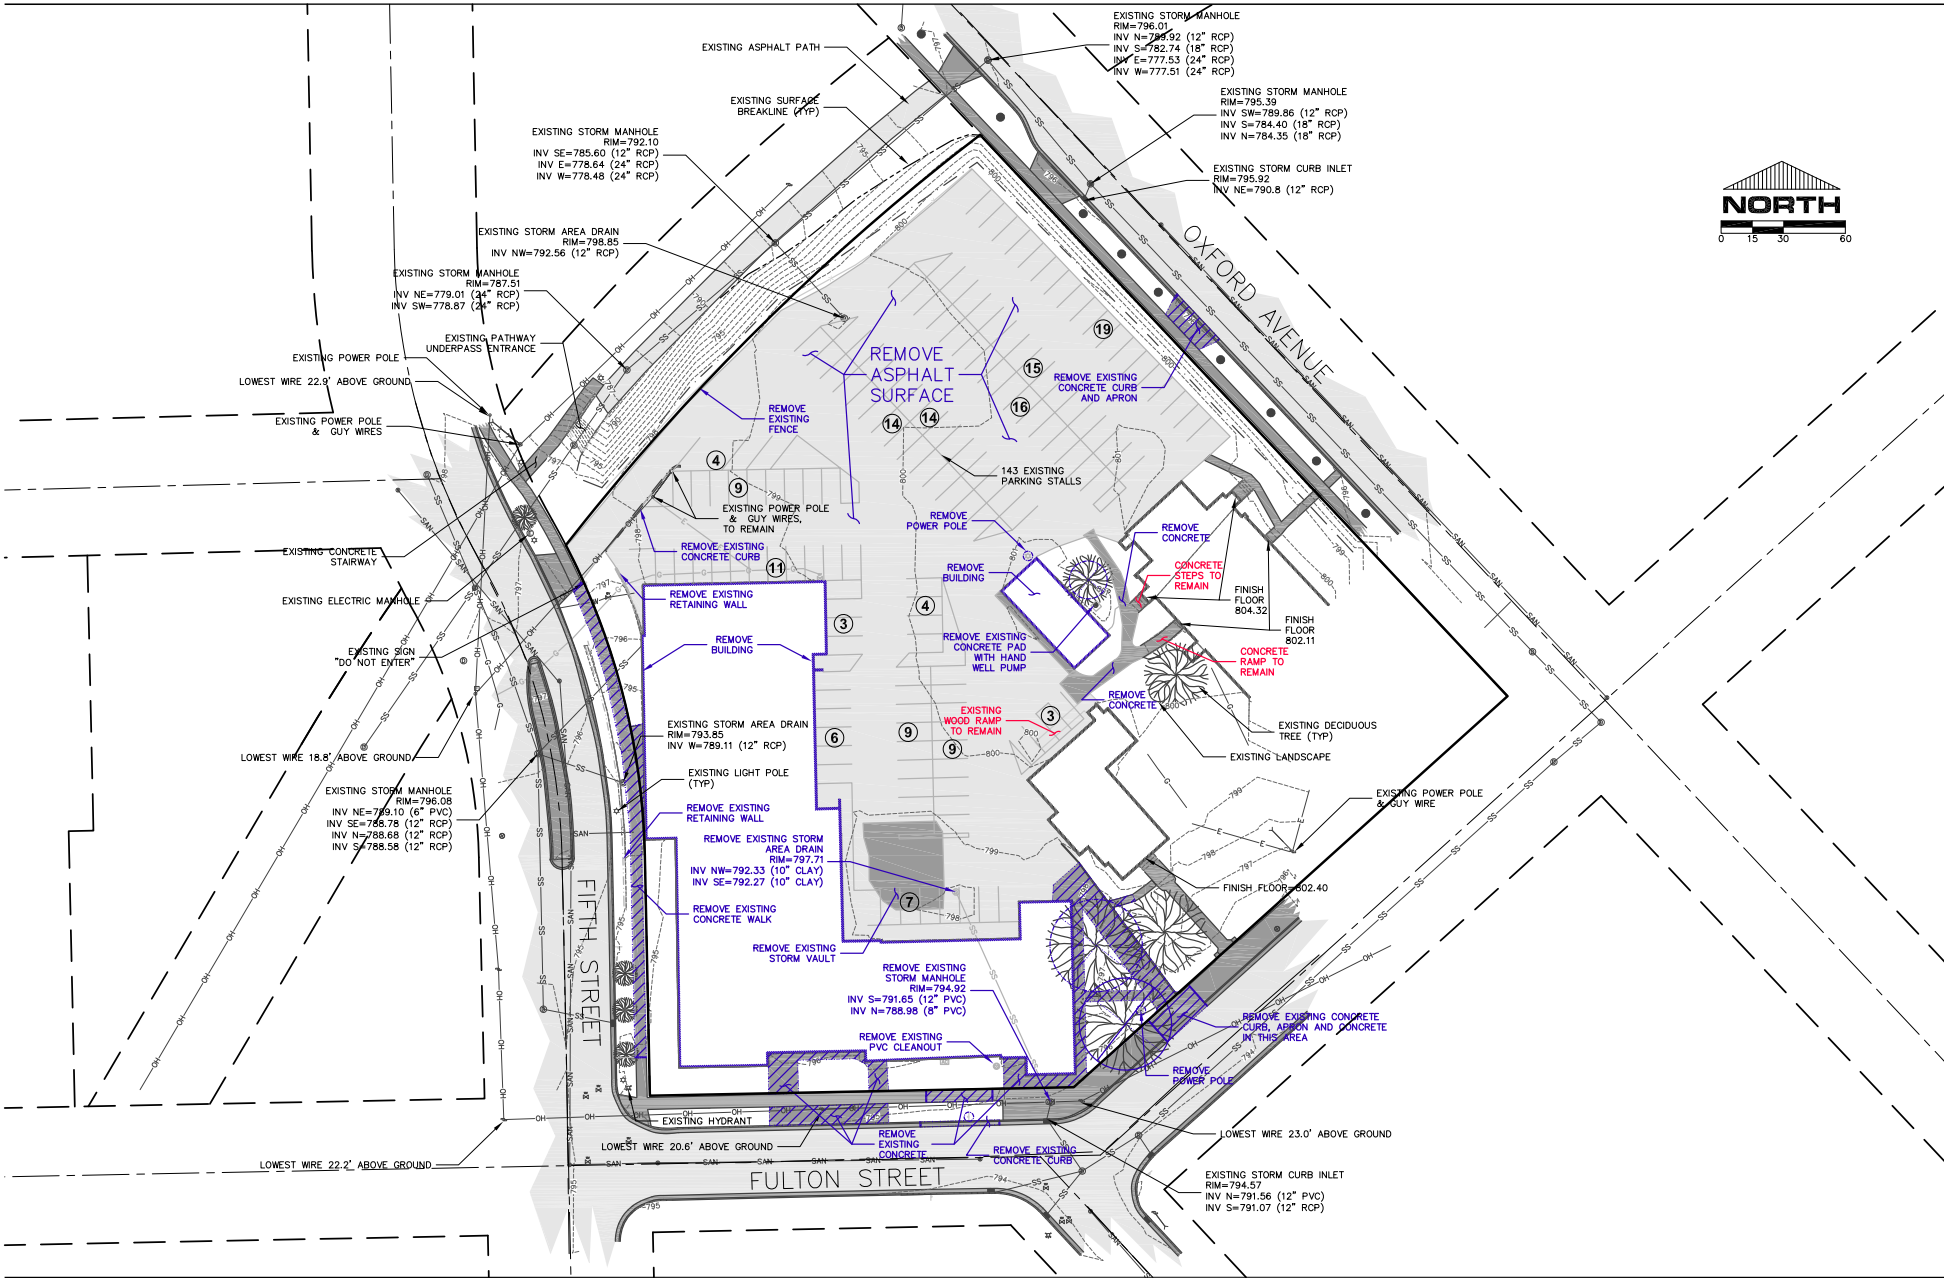 EXISTING STORM MANHOLE
RIM=796.01
INV N=789.92 (12" RCP)
INV S=782.74 (18" RCP)
INV E=777.53 (24" RCP)
INV W=777.51 (24" RCP)
EXISTING ASPHALT PATH
EXISTING STORM MANHOLE
RIM=795.39
INV SW=789.86 (12" RCP)
INV S=784.40 (18" RCP)
INV N=784.35 (18" RCP)
EXISTING SURFACE
BREAKLINE (TYP)
EXISTING STORM MANHOLE
RIM=792.10
INV SE=785.60 (12" RCP)
INV E=778.64 (24" RCP)
INV W=778.48 (24" RCP)
EXISTING STORM CURB INLET
RIM=795.92
INV NE=790.8 (12" RCP)
NORTH
0 15 30 60
EXISTING STORM AREA DRAIN
RIM=798.85
INV NW=792.56 (12" RCP)
OXFORD AVENUE
EXISTING STORM MANHOLE
RIM=787.51
INV NE=779.01 (24" RCP)
INV SW=778.87 (24" RCP)
EXISTING PATHWAY
UNDERPASS ENTRANCE
EXISTING POWER POLE
LOWEST WIRE 22.9' ABOVE GROUND
EXISTING POWER POLE
& GUY WIRES
REMOVE
ASPHALT
SURFACE
REMOVE EXISTING
CONCRETE CURB
AND APRON
REMOVE
EXISTING
FENCE
19
15
16
14
14
4
9
143 EXISTING
PARKING STALLS
EXISTING POWER POLE
& GUY WIRES,
TO REMAIN
REMOVE
POWER POLE
REMOVE
CONCRETE
REMOVE EXISTING
CONCRETE CURB
11
EXISTING CONCRETE
STAIRWAY
REMOVE
BUILDING
CONCRETE
STEPS TO
REMAIN
FINISH
FLOOR
804.32
EXISTING ELECTRIC MANHOLE
REMOVE EXISTING
RETAINING WALL
4
3
FINISH
FLOOR
802.11
REMOVE
BUILDING
REMOVE EXISTING
CONCRETE PAD
WITH HAND
WELL PUMP
EXISTING SIGN
"DO NOT ENTER"
CONCRETE
RAMP TO
REMAIN
REMOVE
CONCRETE
EXISTING
WOOD RAMP
TO REMAIN
3
EXISTING STORM AREA DRAIN
RIM=793.85
INV W=789.11 (12" RCP)
6
9
9
EXISTING DECIDUOUS
TREE (TYP)
EXISTING LANDSCAPE
LOWEST WIRE 18.8' ABOVE GROUND
EXISTING LIGHT POLE
(TYP)
EXISTING STORM MANHOLE
RIM=796.08
INV NE=789.10 (6" PVC)
INV SE=788.78 (12" RCP)
INV N=788.68 (12" RCP)
INV S=788.58 (12" RCP)
EXISTING POWER POLE
& GUY WIRE
REMOVE EXISTING
RETAINING WALL
REMOVE EXISTING STORM
AREA DRAIN
RIM=797.71
INV NW=792.33 (10" CLAY)
INV SE=792.27 (10" CLAY)
FINISH FLOOR=802.40
7
REMOVE EXISTING
CONCRETE WALK
FIFTH STREET
REMOVE EXISTING
STORM VAULT
REMOVE EXISTING
STORM MANHOLE
RIM=794.92
INV S=791.65 (12" PVC)
INV N=788.98 (8" PVC)
REMOVE EXISTING CONCRETE
CURB, APRON AND CONCRETE
IN THIS AREA
REMOVE EXISTING
PVC CLEANOUT
REMOVE
POWER POLE
EXISTING HYDRANT
LOWEST WIRE 20.6' ABOVE GROUND
REMOVE
EXISTING
CONCRETE
REMOVE EXISTING
CONCRETE CURB
LOWEST WIRE 23.0' ABOVE GROUND
LOWEST WIRE 22.2' ABOVE GROUND
FULTON STREET
EXISTING STORM CURB INLET
RIM=794.57
INV N=791.56 (12" PVC)
INV S=791.07 (12" RCP)